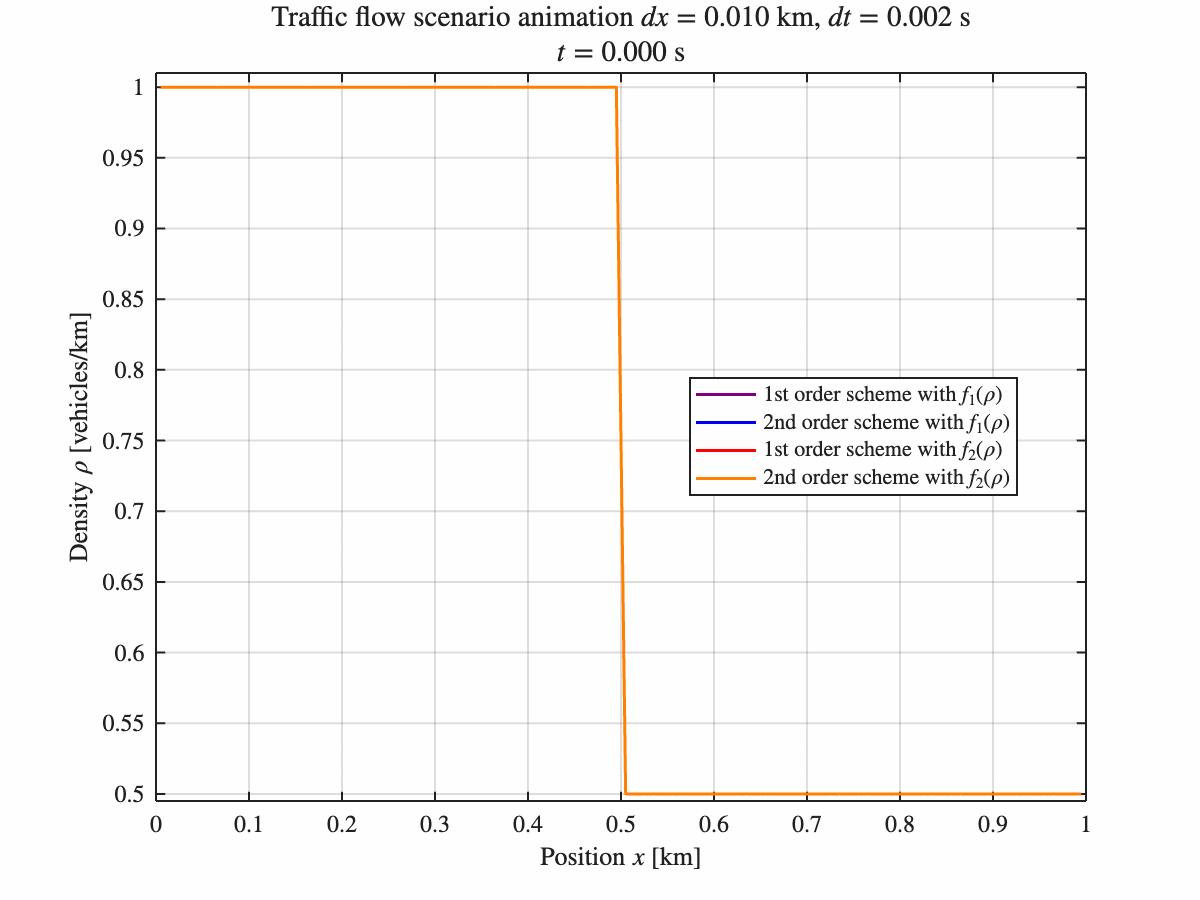 Traffic flow scenario animation dx = 0.010 km, dt = 0.002 s
t = 0.000 s
1
0.95
0.9
0.85
0.8
0.75
0.7
0.65
0.6
0.55
0.5
Density ρ [vehicles/km]
1st order scheme with f₁(ρ)
2nd order scheme with f₁(ρ)
1st order scheme with f₂(ρ)
2nd order scheme with f₂(ρ)
0 0.1 0.2 0.3 0.4 0.5 0.6 0.7 0.8 0.9 1
Position x [km]